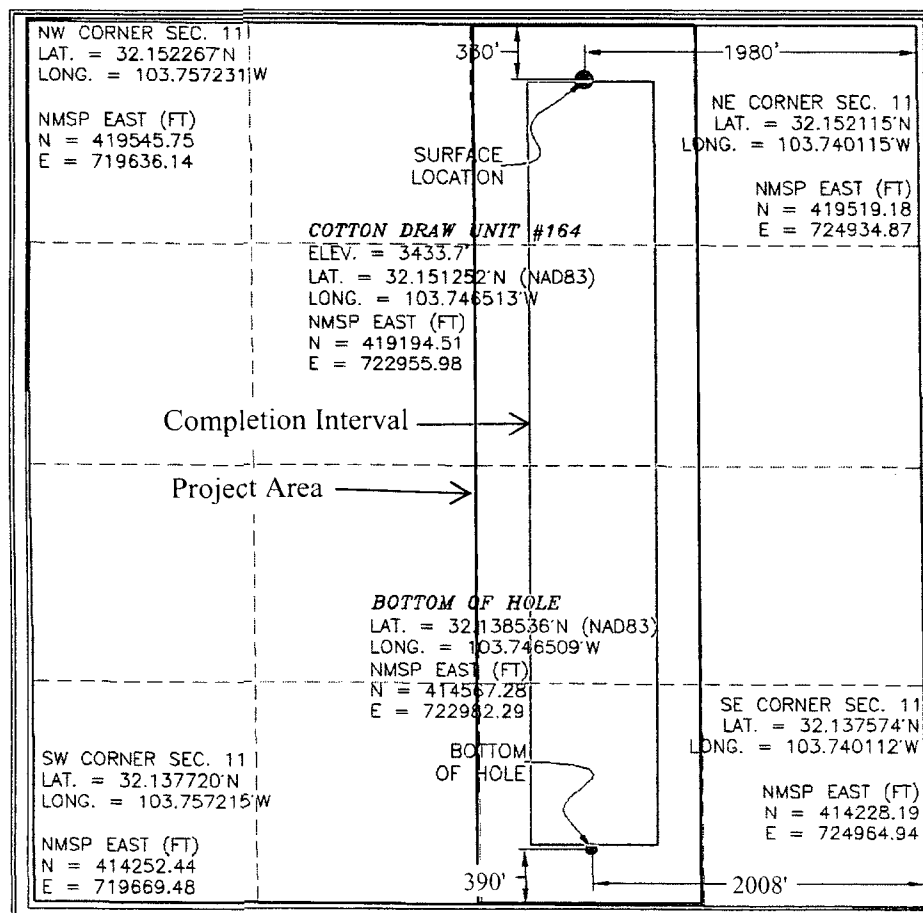 NW CORNER SEC. 11
LAT. = 32.152267°N
LONG. = 103.757231°W
NMSP EAST (FT)
N = 419545.75
E = 719636.14
330'
1980'
NE CORNER SEC. 11
LAT. = 32.152115°N
LONG. = 103.740115°W
NMSP EAST (FT)
N = 419519.18
E = 724934.87
SURFACE
LOCATION
COTTON DRAW UNIT #164
ELEV. = 3433.7'
LAT. = 32.151252°N (NAD83)
LONG. = 103.746513°W
NMSP EAST (FT)
N = 419194.51
E = 722955.98
Completion Interval
Project Area
BOTTOM OF HOLE
LAT. = 32.138536°N (NAD83)
LONG. = 103.746509°W
NMSP EAST (FT)
N = 414567.28
E = 722982.29
BOTTOM
OF HOLE
SW CORNER SEC. 11
LAT. = 32.137720°N
LONG. = 103.757215°W
NMSP EAST (FT)
N = 414252.44
E = 719669.48
SE CORNER SEC. 11
LAT. = 32.137574°N
LONG. = 103.740112°W
NMSP EAST (FT)
N = 414228.19
E = 724964.94
390'
2008'